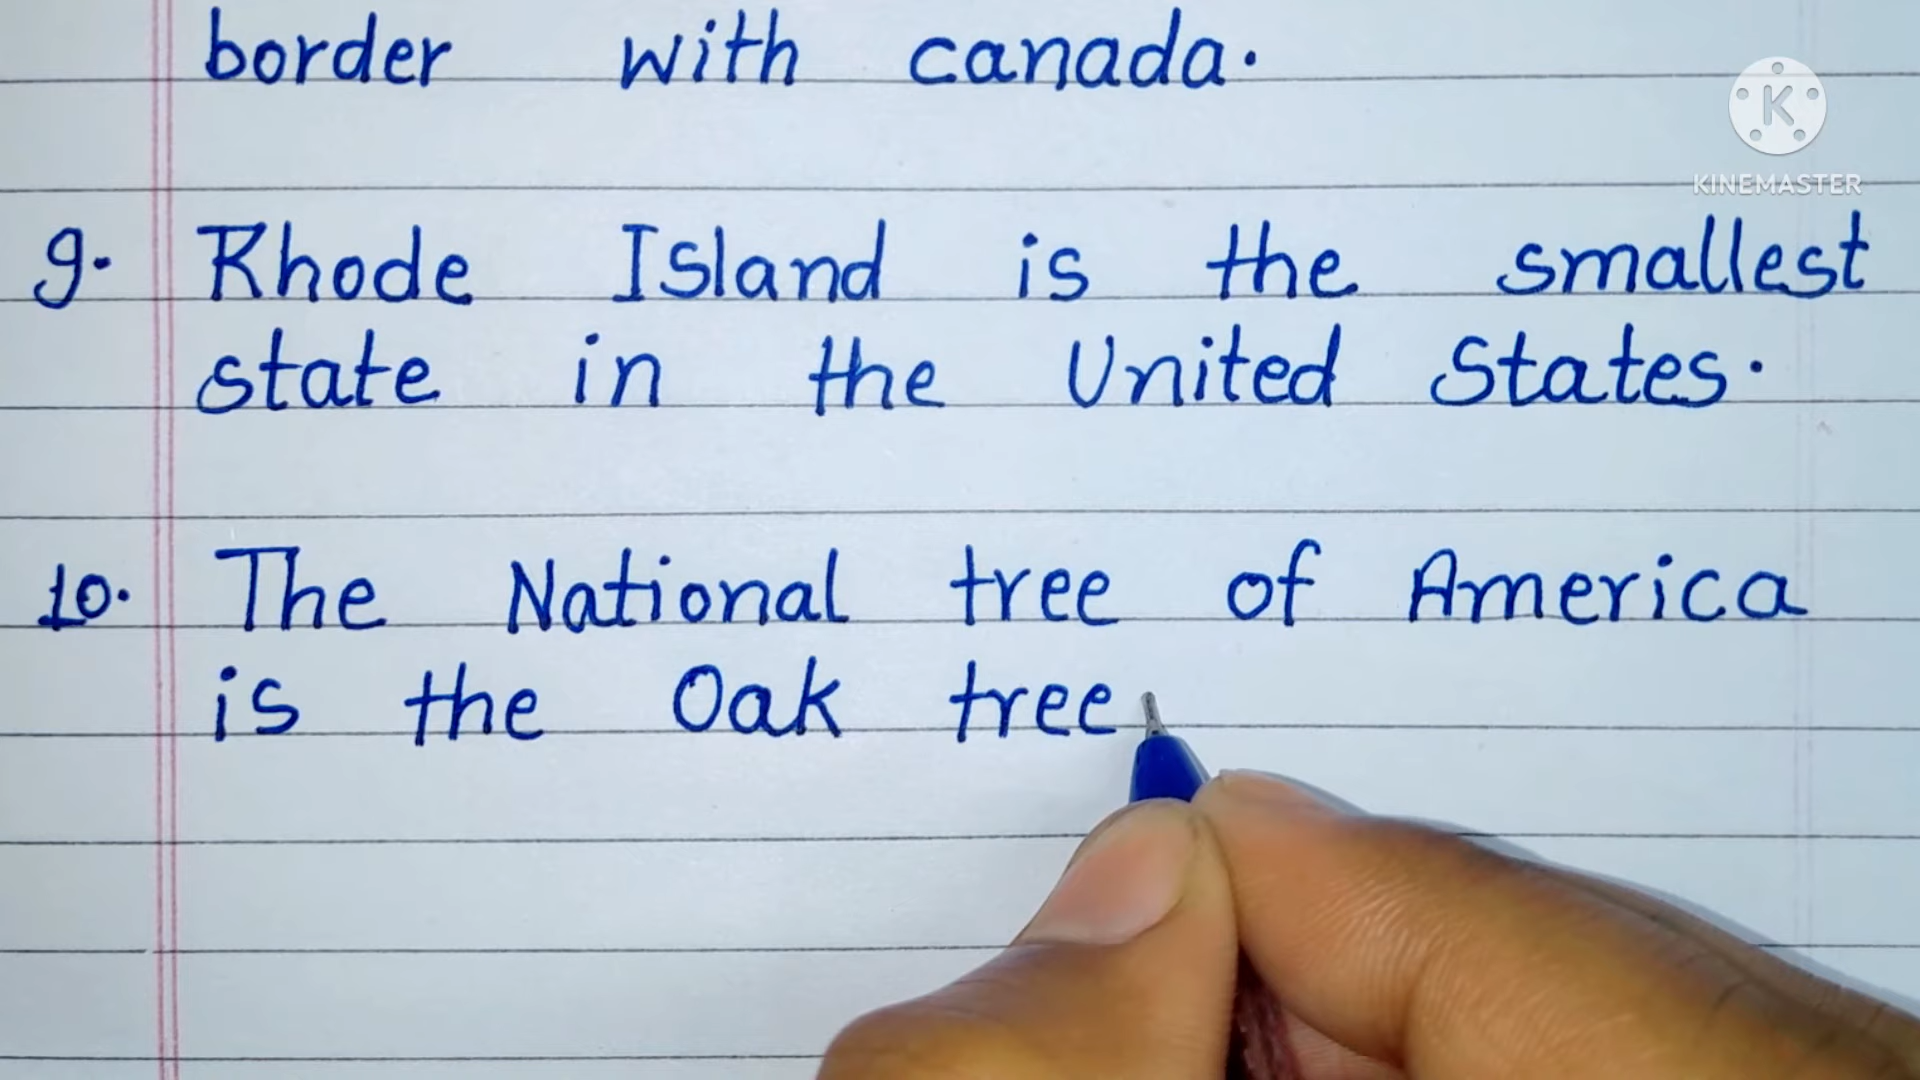 border with canada.
KINEMASTER
9. Rhode Island is the smallest
state in the United States.
10. The National tree of America
is the Oak tree